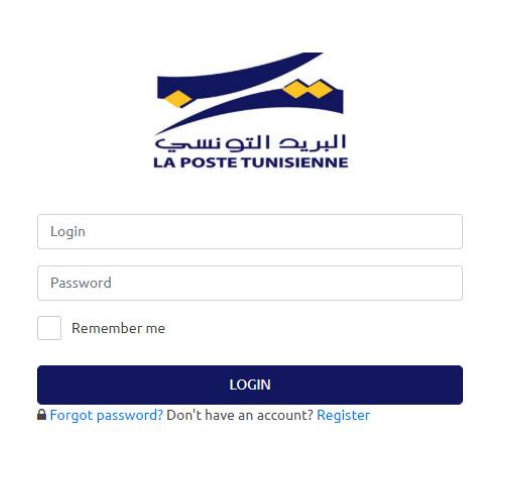 البريد التونسي
LA POSTE TUNISIENNE
Login
Password
Remember me
LOGIN
Forgot password? Don't have an account? Register